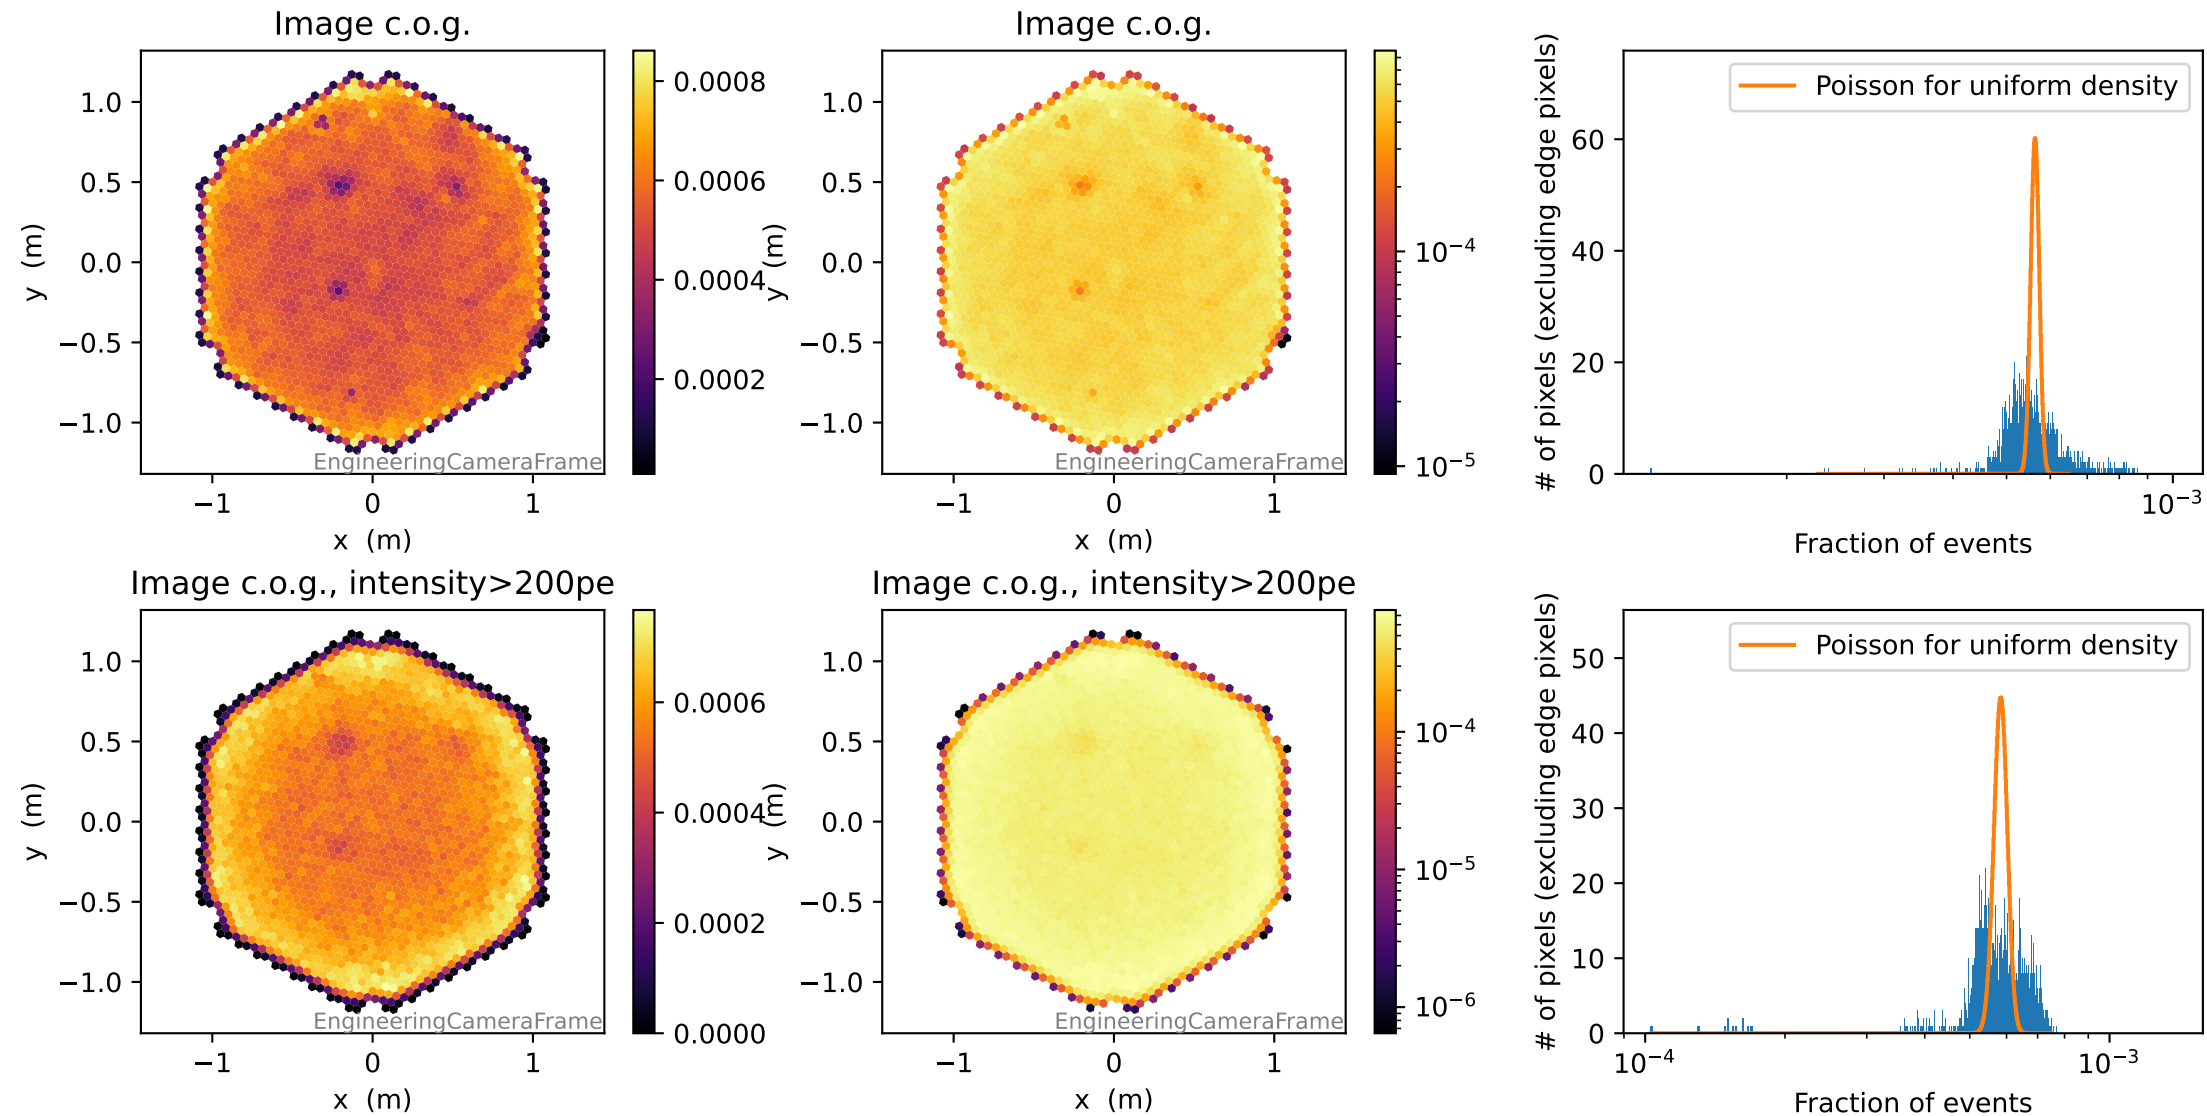 Image c.o.g.
1.0
0.5
0.0
−0.5
−1.0
y (m)
−1
0
1
x (m)
EngineeringCameraFrame
0.0008
0.0006
0.0004
0.0002
Image c.o.g.
1.0
0.5
0.0
−0.5
−1.0
y (m)
−1
0
1
x (m)
EngineeringCameraFrame
10⁻⁴
10⁻⁵
Poisson for uniform density
# of pixels (excluding edge pixels)
60
40
20
0
10⁻³
Fraction of events
Image c.o.g., intensity>200pe
1.0
0.5
0.0
−0.5
−1.0
y (m)
−1
0
1
x (m)
EngineeringCameraFrame
0.0006
0.0004
0.0002
0.0000
Image c.o.g., intensity>200pe
1.0
0.5
0.0
−0.5
−1.0
y (m)
−1
0
1
x (m)
EngineeringCameraFrame
10⁻⁴
10⁻⁵
10⁻⁶
Poisson for uniform density
# of pixels (excluding edge pixels)
50
40
30
20
10
0
10⁻⁴
10⁻³
Fraction of events